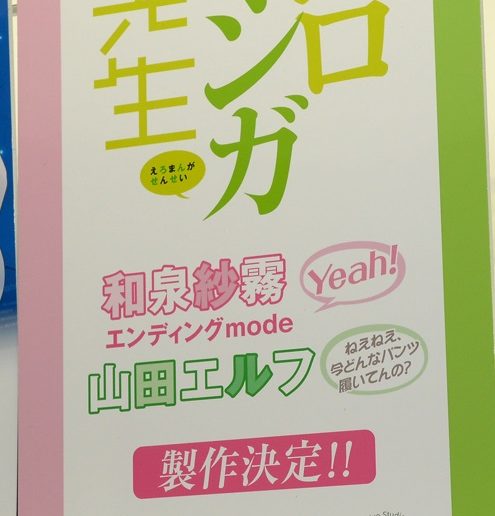 ロ
ンガ
先生
えろまんが
せんせい
和泉紗霧
Yeah!
エンディングmode
山田エルフ
ねえねえ、
今どんなパンツ
履いてんの?
製作決定!!